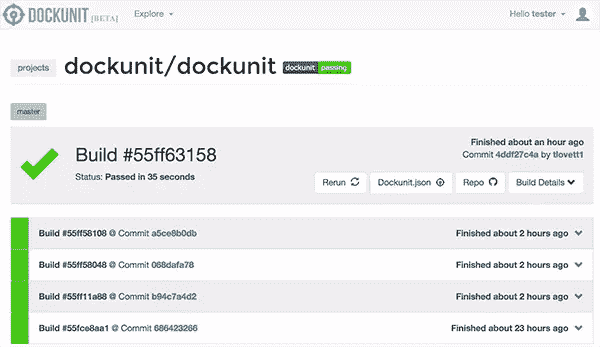 DOCKUNIT [BETA] Explore Hello tester
projects dockunit/dockunit dockunit passing
master
Build #55ff63158
Status: Passed in 35 seconds
Finished about an hour ago
Commit 4ddf27c4a by tlovett1
Rerun Dockunit.json Repo Build Details
Build #55ff58108 @ Commit a5ce8b0db Finished about 2 hours ago
Build #55ff58048 @ Commit 068dafa78 Finished about 2 hours ago
Build #55ff11a88 @ Commit b94c7a4d2 Finished about 2 hours ago
Build #55fce8aa1 @ Commit 686423266 Finished about 23 hours ago